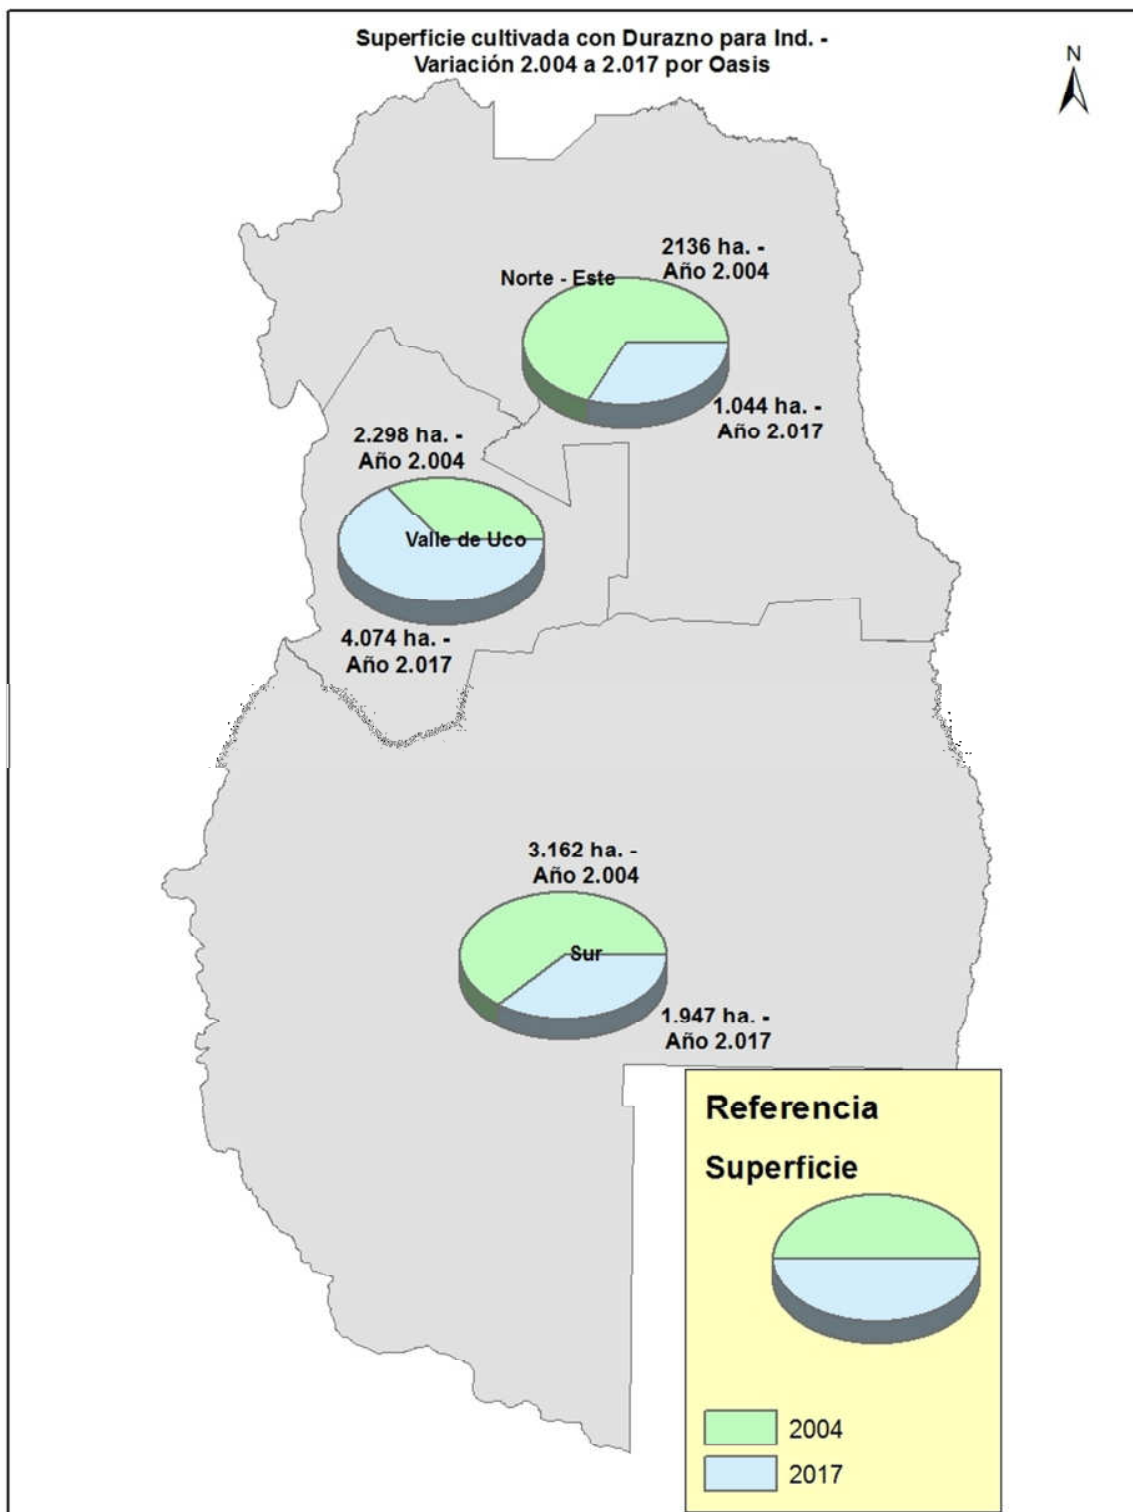 Superficie cultivada con Durazno para Ind. -
Variación 2.004 a 2.017 por Oasis
N
2136 ha. -
Año 2.004
Norte - Este
1.044 ha. -
Año 2.017
2.298 ha. -
Año 2.004
Valle de Uco
4.074 ha. -
Año 2.017
3.162 ha. -
Año 2.004
Sur
1.947 ha. -
Año 2.017
Referencia
Superficie
2004
2017